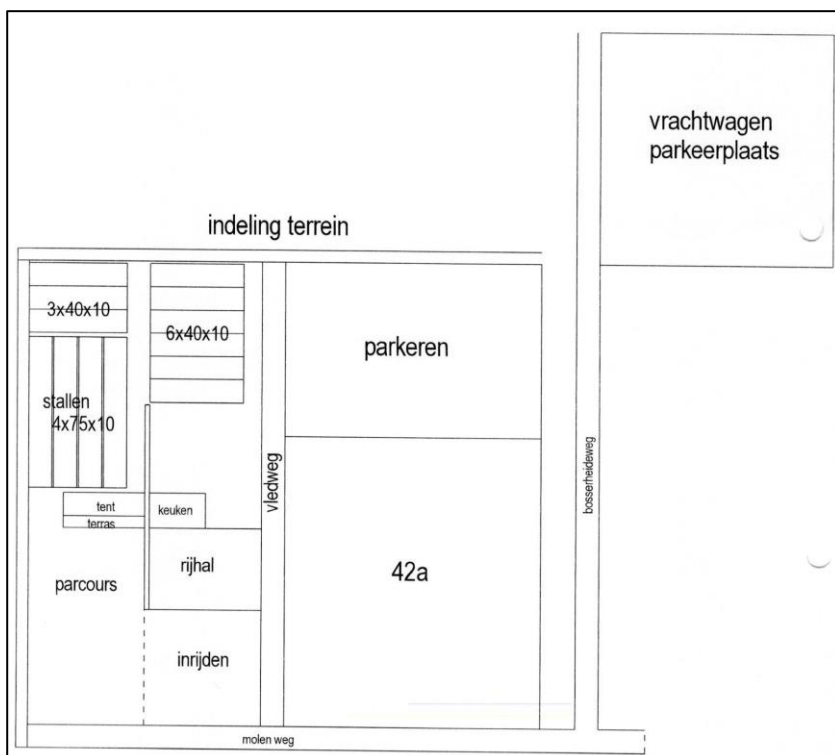 vrachtwagen
parkeerplaats
indeling terrein
3x40x10
6x40x10
parkeren
stallen
4x75x10
vlepweg
bosserheideweg
tent
keuken
terras
rijhal
42a
parcours
inrijden
molen weg